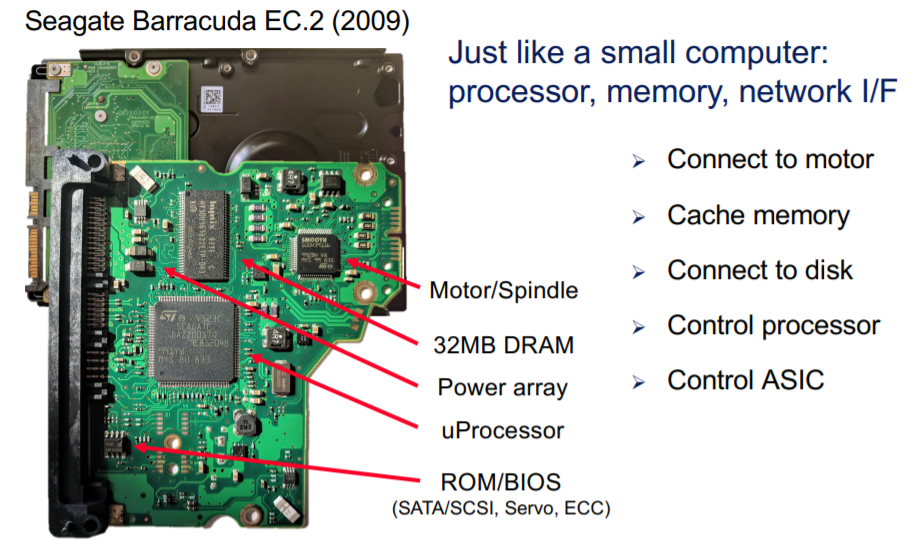 Seagate Barracuda EC.2 (2009)
Just like a small computer:
processor, memory, network I/F
➢ Connect to motor
➢ Cache memory
➢ Connect to disk
➢ Control processor
➢ Control ASIC
Motor/Spindle
32MB DRAM
Power array
uProcessor
ROM/BIOS
(SATA/SCSI, Servo, ECC)
SMOOTH
SEAGATE